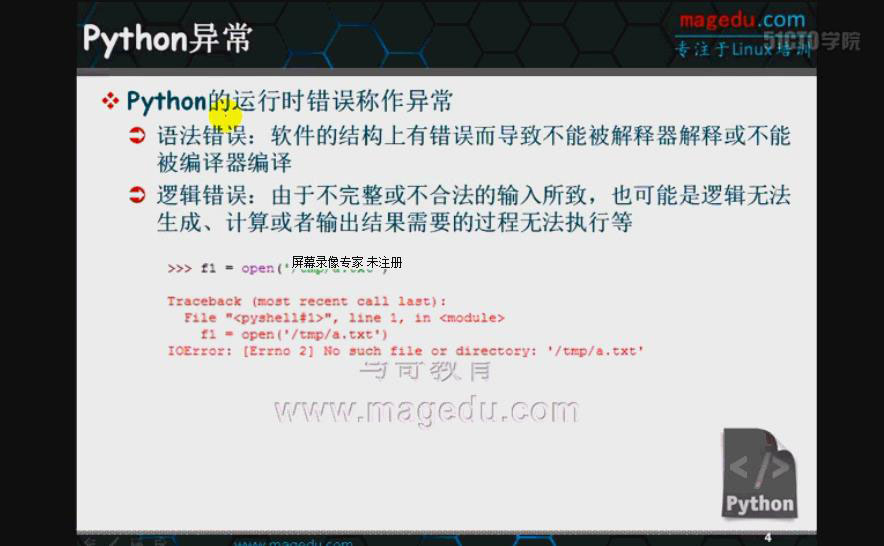 Python异常
magedu.com
51CTO学院
专注于Linux培训
Python的运行时错误称作异常
语法错误：软件的结构上有错误而导致不能被解释器解释或不能
被编译器编译
逻辑错误：由于不完整或不合法的输入所致，也可能是逻辑无法
生成、计算或者输出结果需要的过程无法执行等
屏幕录像专家 未注册
>>> f1 = open('/tmp/a.txt')
Traceback (most recent call last):
File "<pyshell#1>", line 1, in <module>
f1 = open('/tmp/a.txt')
IOError: [Errno 2] No such file or directory: '/tmp/a.txt'
马哥教育
www.magedu.com
</>
Python
www.magedu.com
4